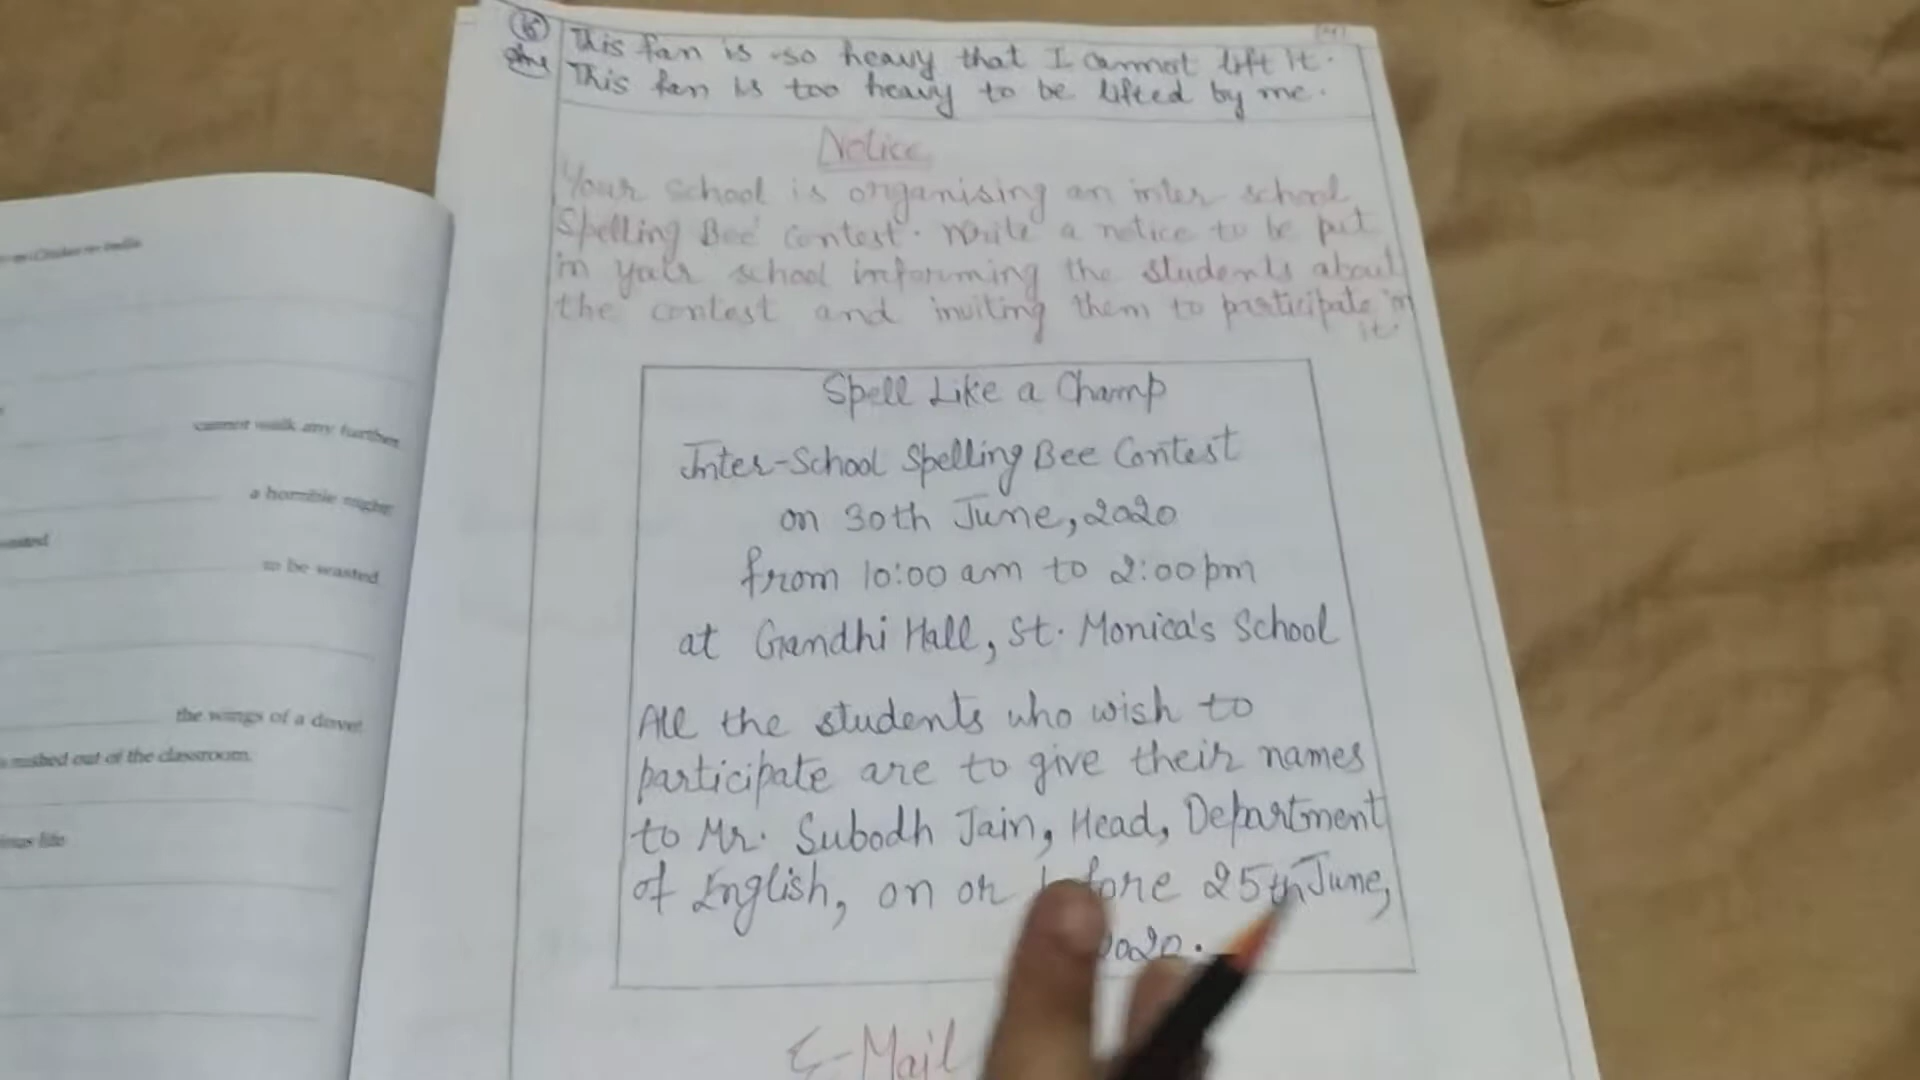 cannot walk any further
a horrible night
wasted
to be wasted
the wings of a dove!
rushed out of the classroom.
15
This fan is so heavy that I cannot lift it.
This fan is too heavy to be lifted by me.
Notice
Your school is organising an inter school
Spelling Bee contest. Write a notice to be put
in your school informing the students about
the contest and inviting them to participate in
it.
Spell Like a Champ
Inter-School Spelling Bee Contest
on 30th June, 2020
from 10:00 am to 2:00 pm
at Gandhi Hall, St. Monica's School
All the students who wish to
participate are to give their names
to Mr. Subodh Jain, Head, Department
of English, on or before 25th June,
2020.
E-Mail